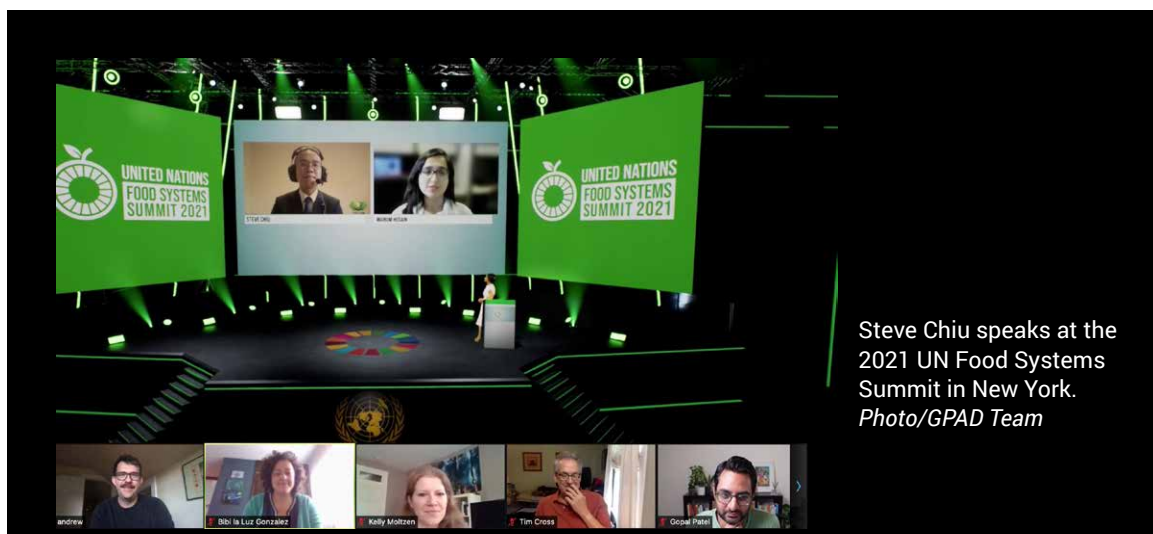 UNITED NATIONS
FOOD SYSTEMS
SUMMIT 2021
UNITED NATIONS
FOOD SYSTEMS
SUMMIT 2021
STEVE CHIU
Steve Chiu speaks at the
2021 UN Food Systems
Summit in New York.
Photo/GPAD Team
andrew
Bibi la Luz Gonzalez
Kelly Moltzen
Tim Cross
Gopal Patel